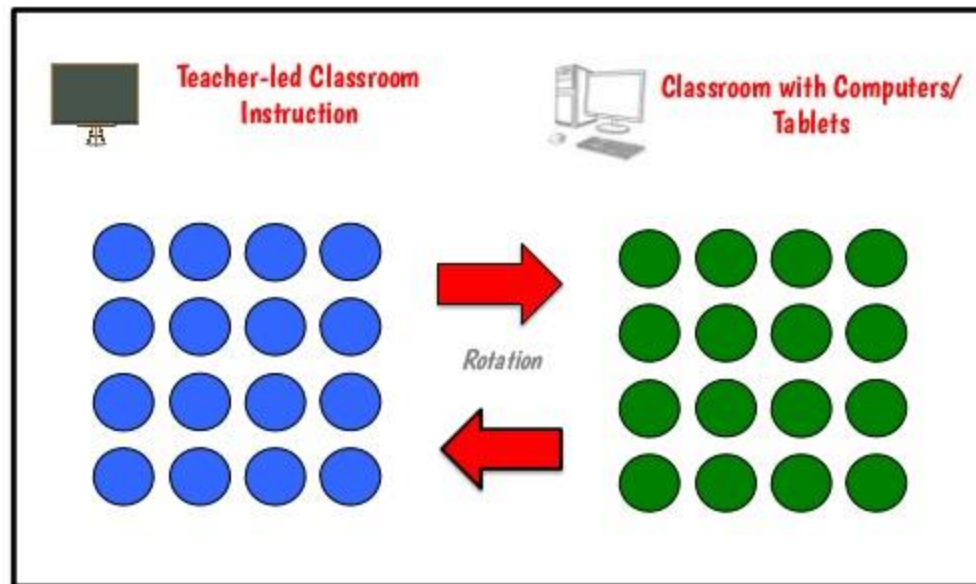 Teacher-led Classroom
Instruction
Classroom with Computers/
Tablets
Rotation